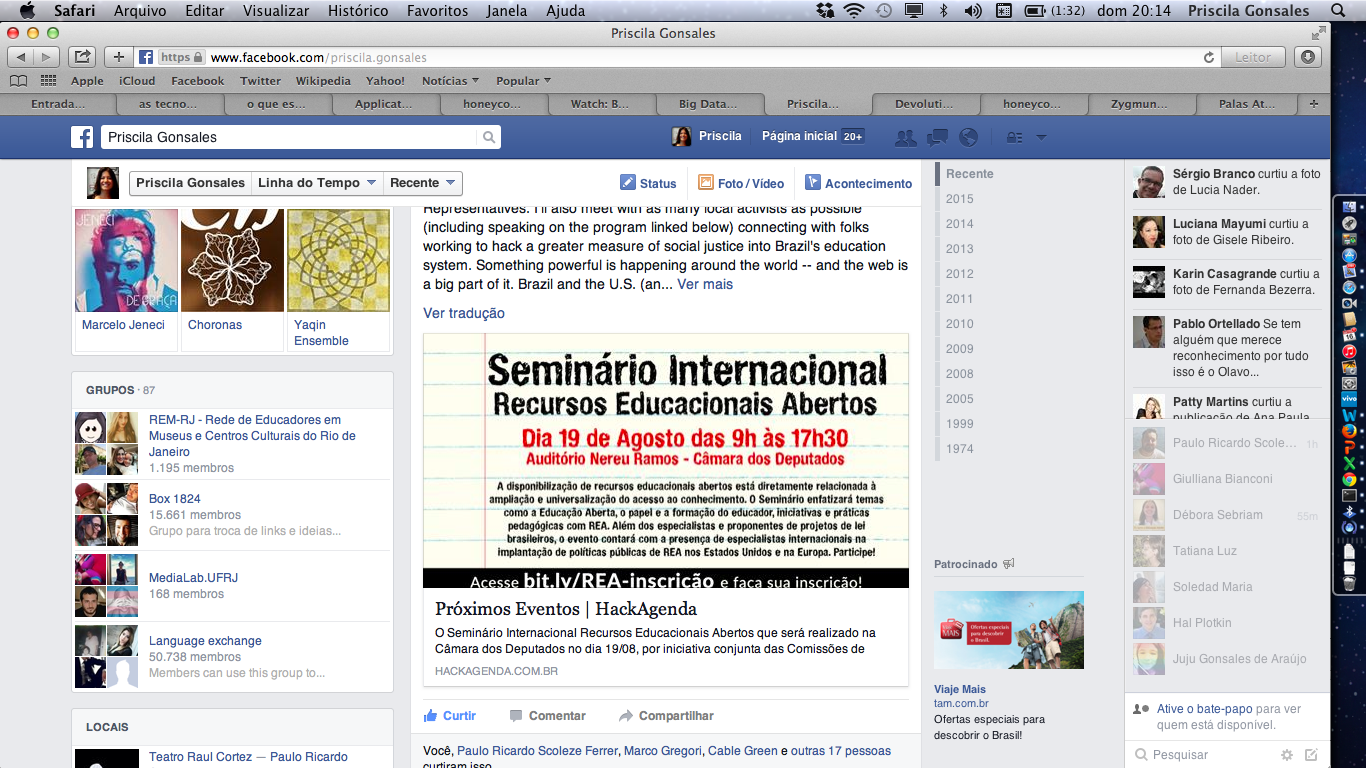 Safari Arquivo Editar Visualizar Histórico Favoritos Janela Ajuda (1:32) dom 20:14 Priscila Gonsales
Priscila Gonsales
https www.facebook.com/priscila.gonsales Leitor
Apple iCloud Facebook Twitter Wikipedia Yahoo! Notícias Popular
Entrada... as tecno... o que es... Applicat... honeyco... Watch: B... Big Data... Priscila... Devoluti... honeyco... Zygmun... Palas At...
Priscila Gonsales
Priscila Página inicial 20+
Priscila Gonsales Linha do Tempo Recente
Status Foto / Vídeo Acontecimento
JENECI
DE GRAÇA
Marcelo Jeneci
Choronas
Yaqin
Ensemble
GRUPOS · 87
REM-RJ - Rede de Educadores em
Museus e Centros Culturais do Rio de
Janeiro
1.195 membros
Box 1824
15.661 membros
Grupo para troca de links e ideias...
MediaLab.UFRJ
168 membros
Language exchange
50.738 membros
Members can use this group to...
LOCAIS
Teatro Raul Cortez — Paulo Ricardo
Representatives. I'll also meet with as many local activists as possible
(including speaking on the program linked below) connecting with folks
working to hack a greater measure of social justice into Brazil's education
system. Something powerful is happening around the world -- and the web is
a big part of it. Brazil and the U.S. (an... Ver mais
Ver tradução
Seminário Internacional
Recursos Educacionais Abertos
Dia 19 de Agosto das 9h às 17h30
Auditório Nereu Ramos - Câmara dos Deputados
A disponibilização de recursos educacionais abertos está diretamente relacionada à
ampliação e universalização do acesso ao conhecimento. O Seminário enfatizará temas
como a Educação Aberta, o papel e a formação do educador, iniciativas e práticas
pedagógicas com REA. Além dos especialistas e proponentes de projetos de lei
brasileiros, o evento contará com a presença de especialistas internacionais na
implantação de políticas públicas de REA nos Estados Unidos e na Europa. Participe!
Acesse bit.ly/REA-inscrição e faça sua inscrição!
Próximos Eventos | HackAgenda
O Seminário Internacional Recursos Educacionais Abertos que será realizado na
Câmara dos Deputados no dia 19/08, por iniciativa conjunta das Comissões de
HACKAGENDA.COM.BR
Curtir Comentar Compartilhar
Você, Paulo Ricardo Scoleze Ferrer, Marco Gregori, Cable Green e outras 17 pessoas
curtiram isso
Recente
2015
2014
2013
2012
2011
2010
2009
2008
2005
1999
1974
Patrocinado
MAIS
Ofertas especiais
para descobrir
o Brasil.
Viaje Mais
tam.com.br
Ofertas especiais para
descobrir o Brasil!
Sérgio Branco curtiu a foto
de Lucia Nader.
Luciana Mayumi curtiu a
foto de Gisele Ribeiro.
Karin Casagrande curtiu a
foto de Fernanda Bezerra.
Pablo Ortellado Se tem
alguém que merece
reconhecimento por tudo
isso é o Olavo...
Patty Martins curtiu a
publicação de Ana Paula
Paulo Ricardo Scole... 1h
Giulliana Bianconi
Débora Sebriam 55m
Tatiana Luz
Soledad Maria
Hal Plotkin
Juju Gonsales de Araüjo
Ative o bate-papo para ver
quem está disponível.
Pesquisar
vivo